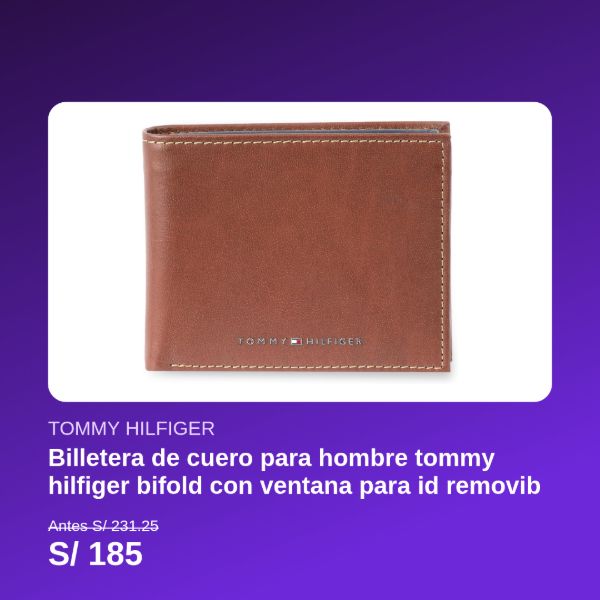 TOMMY HILFIGER
TOMMY HILFIGER
Billetera de cuero para hombre tommy
hilfiger bifold con ventana para id removib
Antes S/ 231.25
S/ 185